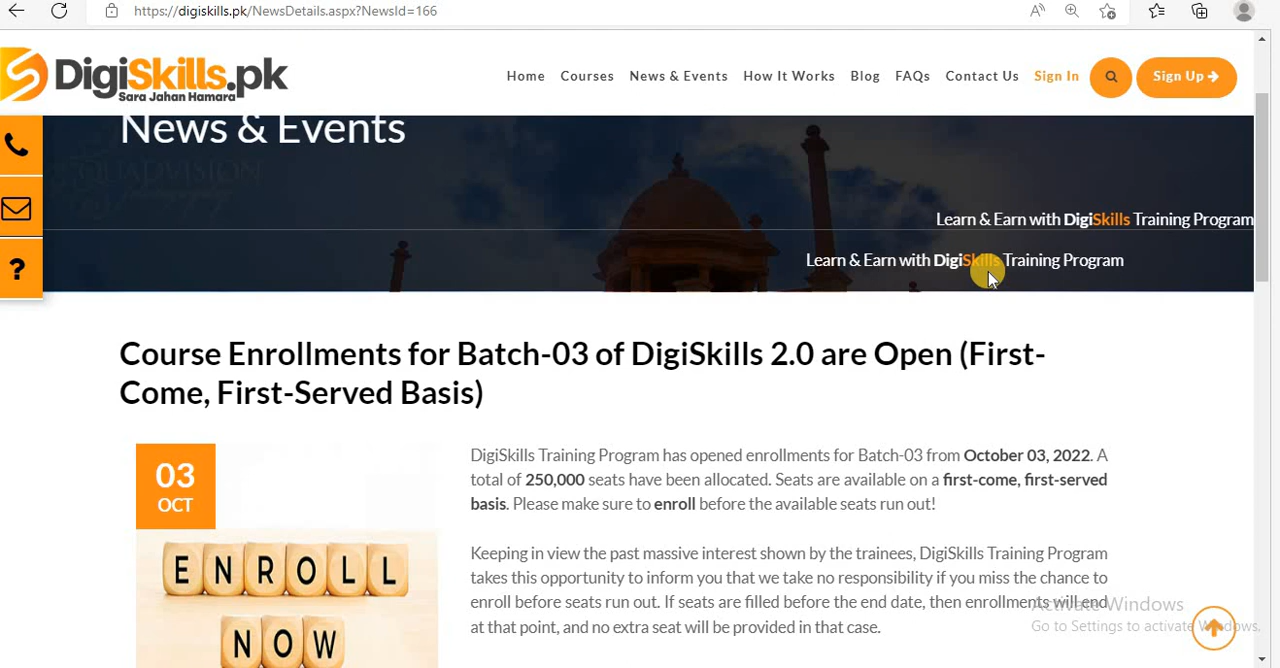 https://digiskills.pk/NewsDetails.aspx?NewsId=166
DigiSkills.pk
Sara Jahan Hamara
Home Courses News & Events How It Works Blog FAQs Contact Us Sign In Sign Up
News & Events
Learn & Earn with DigiSkills Training Program
Learn & Earn with DigiSkills Training Program
?
Course Enrollments for Batch-03 of DigiSkills 2.0 are Open (First-
Come, First-Served Basis)
03
OCT
ENROLL
NOW
DigiSkills Training Program has opened enrollments for Batch-03 from October 03, 2022. A
total of 250,000 seats have been allocated. Seats are available on a first-come, first-served
basis. Please make sure to enroll before the available seats run out!
Keeping in view the past massive interest shown by the trainees, DigiSkills Training Program
takes this opportunity to inform you that we take no responsibility if you miss the chance to
enroll before seats run out. If seats are filled before the end date, then enrollments will end
at that point, and no extra seat will be provided in that case.
Activate Windows
Go to Settings to activate Windows.